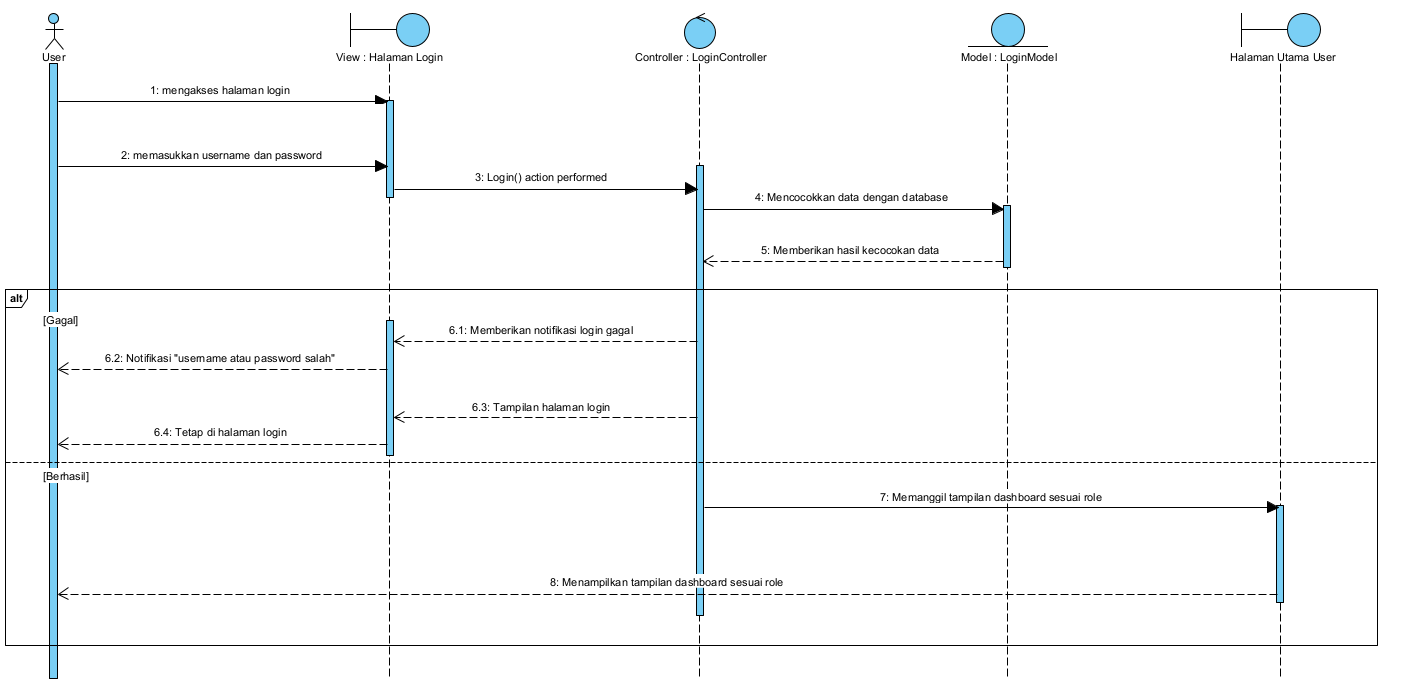 User
View : Halaman Login
Controller : LoginController
Model : LoginModel
Halaman Utama User
1: mengakses halaman login
2: memasukkan username dan password
3: Login() action performed
4: Mencocokkan data dengan database
5: Memberikan hasil kecocokan data
alt
[Gagal]
6.1: Memberikan notifikasi login gagal
6.2: Notifikasi "username atau password salah"
6.3: Tampilan halaman login
6.4: Tetap di halaman login
[Berhasil]
7: Memanggil tampilan dashboard sesuai role
8: Menampilkan tampilan dashboard sesuai role